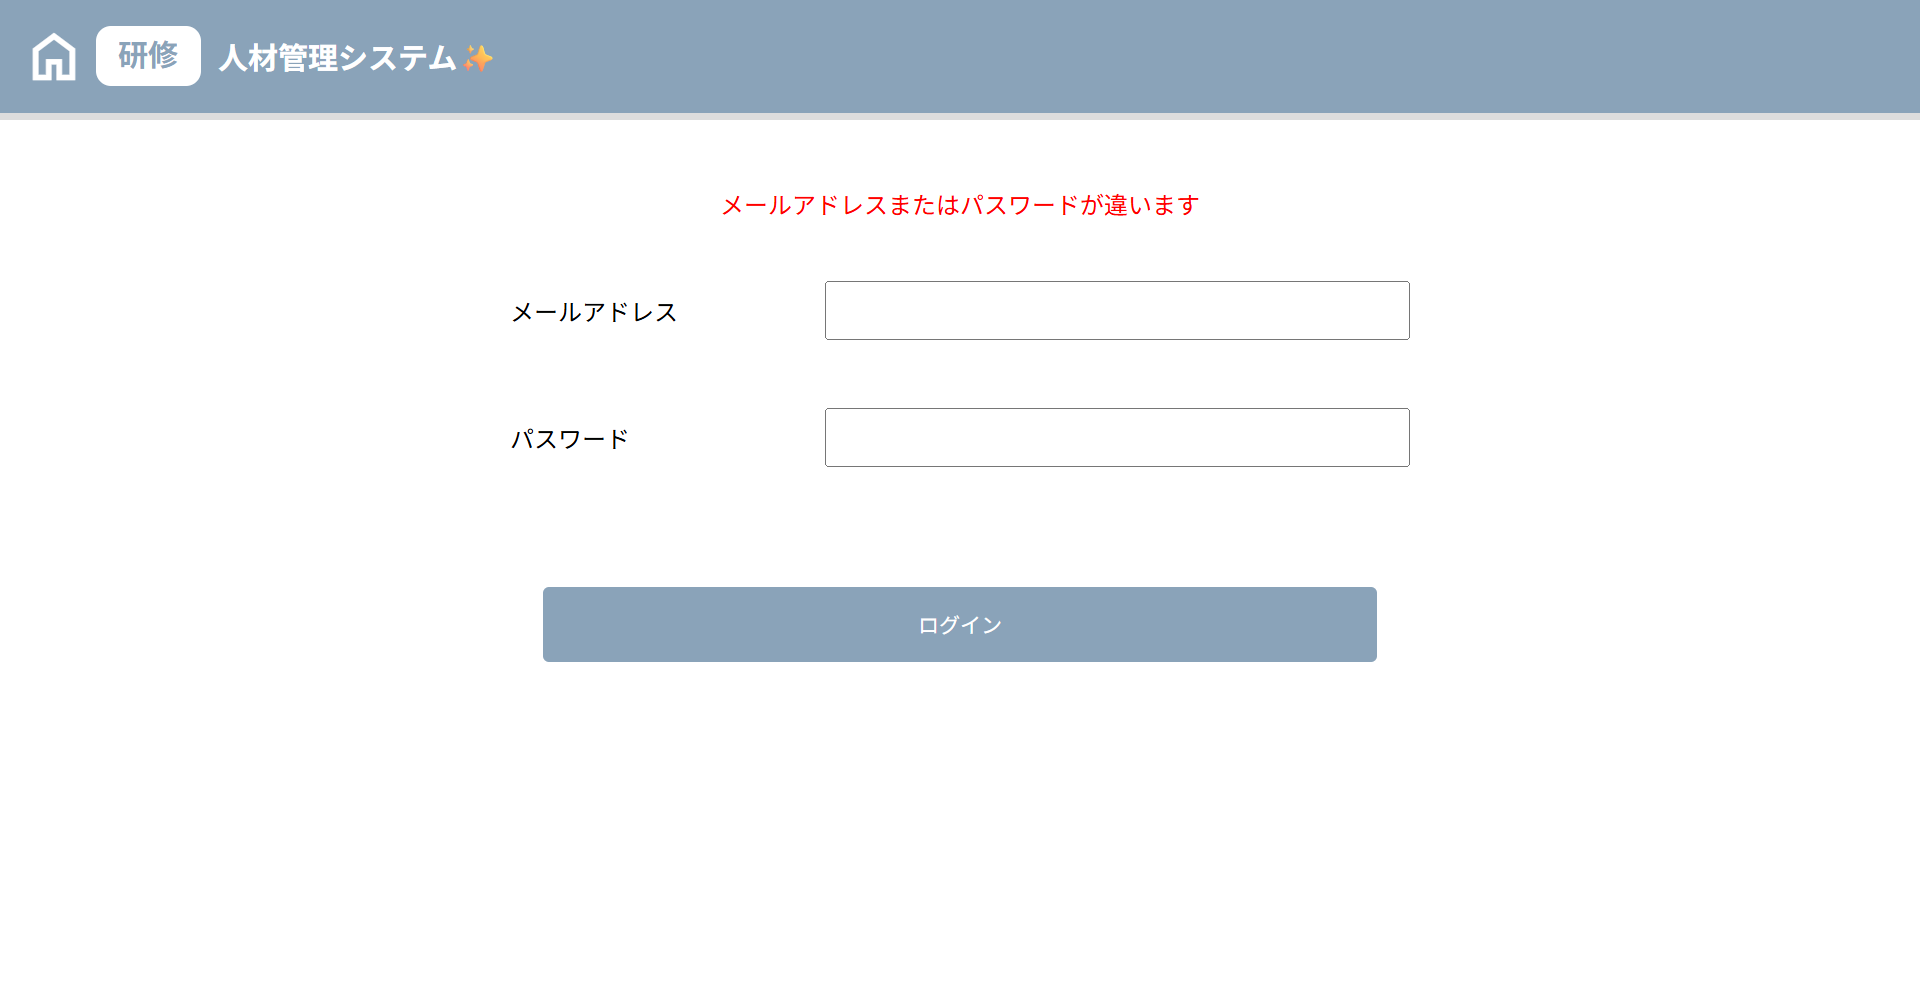 研修 人材管理システム✨
メールアドレスまたはパスワードが違います
メールアドレス
パスワード
ログイン